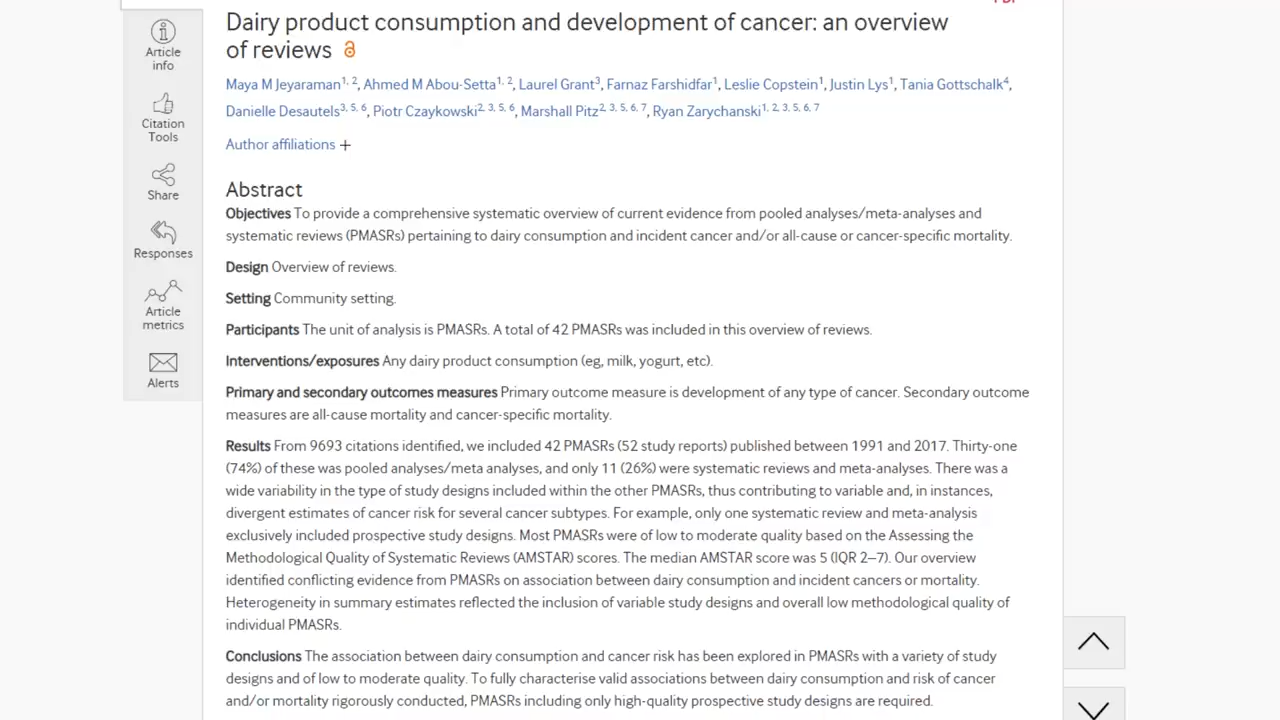 Dairy product consumption and development of cancer: an overview
of reviews
Maya M Jeyaraman1, 2, Ahmed M Abou-Setta1, 2, Laurel Grant3, Farnaz Farshidfar1, Leslie Copstein1, Justin Lys1, Tania Gottschalk4,
Danielle Desautels3, 5, 6, Piotr Czaykowski2, 3, 5, 6, Marshall Pitz2, 3, 5, 6, 7, Ryan Zarychanski1, 2, 3, 5, 6, 7
Author affiliations +
Abstract
Objectives To provide a comprehensive systematic overview of current evidence from pooled analyses/meta-analyses and
systematic reviews (PMASRs) pertaining to dairy consumption and incident cancer and/or all-cause or cancer-specific mortality.
Design Overview of reviews.
Setting Community setting.
Participants The unit of analysis is PMASRs. A total of 42 PMASRs was included in this overview of reviews.
Interventions/exposures Any dairy product consumption (eg, milk, yogurt, etc).
Primary and secondary outcomes measures Primary outcome measure is development of any type of cancer. Secondary outcome
measures are all-cause mortality and cancer-specific mortality.
Results From 9693 citations identified, we included 42 PMASRs (52 study reports) published between 1991 and 2017. Thirty-one
(74%) of these was pooled analyses/meta analyses, and only 11 (26%) were systematic reviews and meta-analyses. There was a
wide variability in the type of study designs included within the other PMASRs, thus contributing to variable and, in instances,
divergent estimates of cancer risk for several cancer subtypes. For example, only one systematic review and meta-analysis
exclusively included prospective study designs. Most PMASRs were of low to moderate quality based on the Assessing the
Methodological Quality of Systematic Reviews (AMSTAR) scores. The median AMSTAR score was 5 (IQR 2–7). Our overview
identified conflicting evidence from PMASRs on association between dairy consumption and incident cancers or mortality.
Heterogeneity in summary estimates reflected the inclusion of variable study designs and overall low methodological quality of
individual PMASRs.
Conclusions The association between dairy consumption and cancer risk has been explored in PMASRs with a variety of study
designs and of low to moderate quality. To fully characterise valid associations between dairy consumption and risk of cancer
and/or mortality rigorously conducted, PMASRs including only high-quality prospective study designs are required.
Article
info
Citation
Tools
Share
Responses
Article
metrics
Alerts